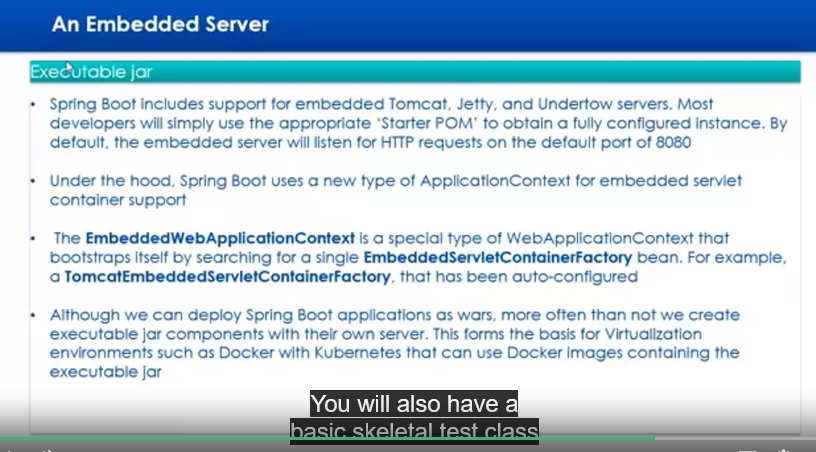 An Embedded Server
Executable jar
• Spring Boot includes support for embedded Tomcat, Jetty, and Undertow servers. Most
developers will simply use the appropriate ‘Starter POM’ to obtain a fully configured instance. By
default, the embedded server will listen for HTTP requests on the default port of 8080
• Under the hood, Spring Boot uses a new type of ApplicationContext for embedded servlet
container support
• The EmbeddedWebApplicationContext is a special type of WebApplicationContext that
bootstraps itself by searching for a single EmbeddedServletContainerFactory bean. For example,
a TomcatEmbeddedServletContainerFactory, that has been auto-configured
• Although we can deploy Spring Boot applications as wars, more often than not we create
executable jar components with their own server. This forms the basis for Virtualization
environments such as Docker with Kubernetes that can use Docker images containing the
executable jar
You will also have a
basic skeletal test class